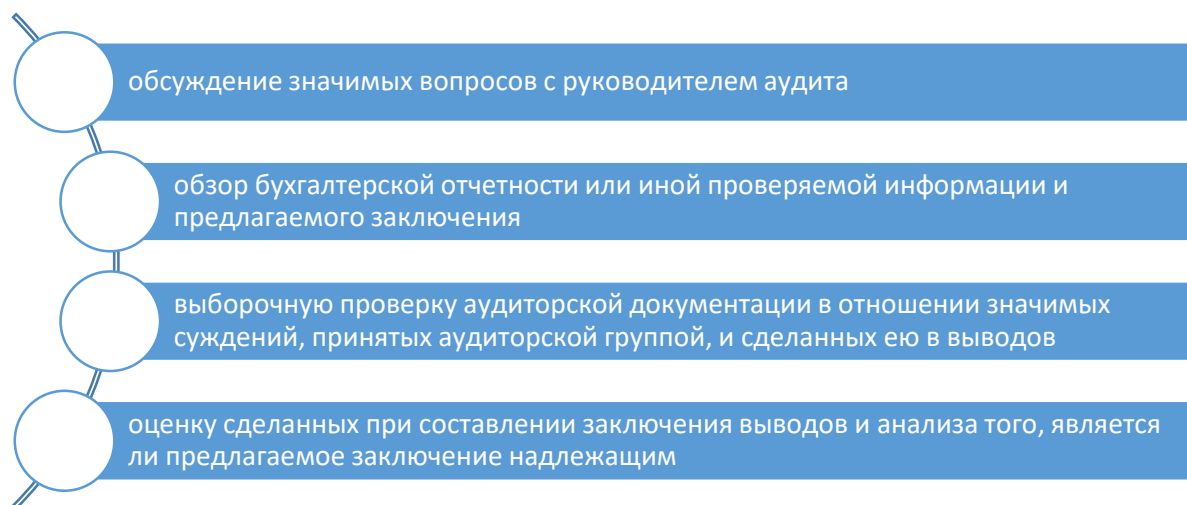 обсуждение значимых вопросов с руководителем аудита
обзор бухгалтерской отчетности или иной проверяемой информации и
предлагаемого заключения
выборочную проверку аудиторской документации в отношении значимых
суждений, принятых аудиторской группой, и сделанных ею в выводов
оценку сделанных при составлении заключения выводов и анализа того, является
ли предлагаемое заключение надлежащим